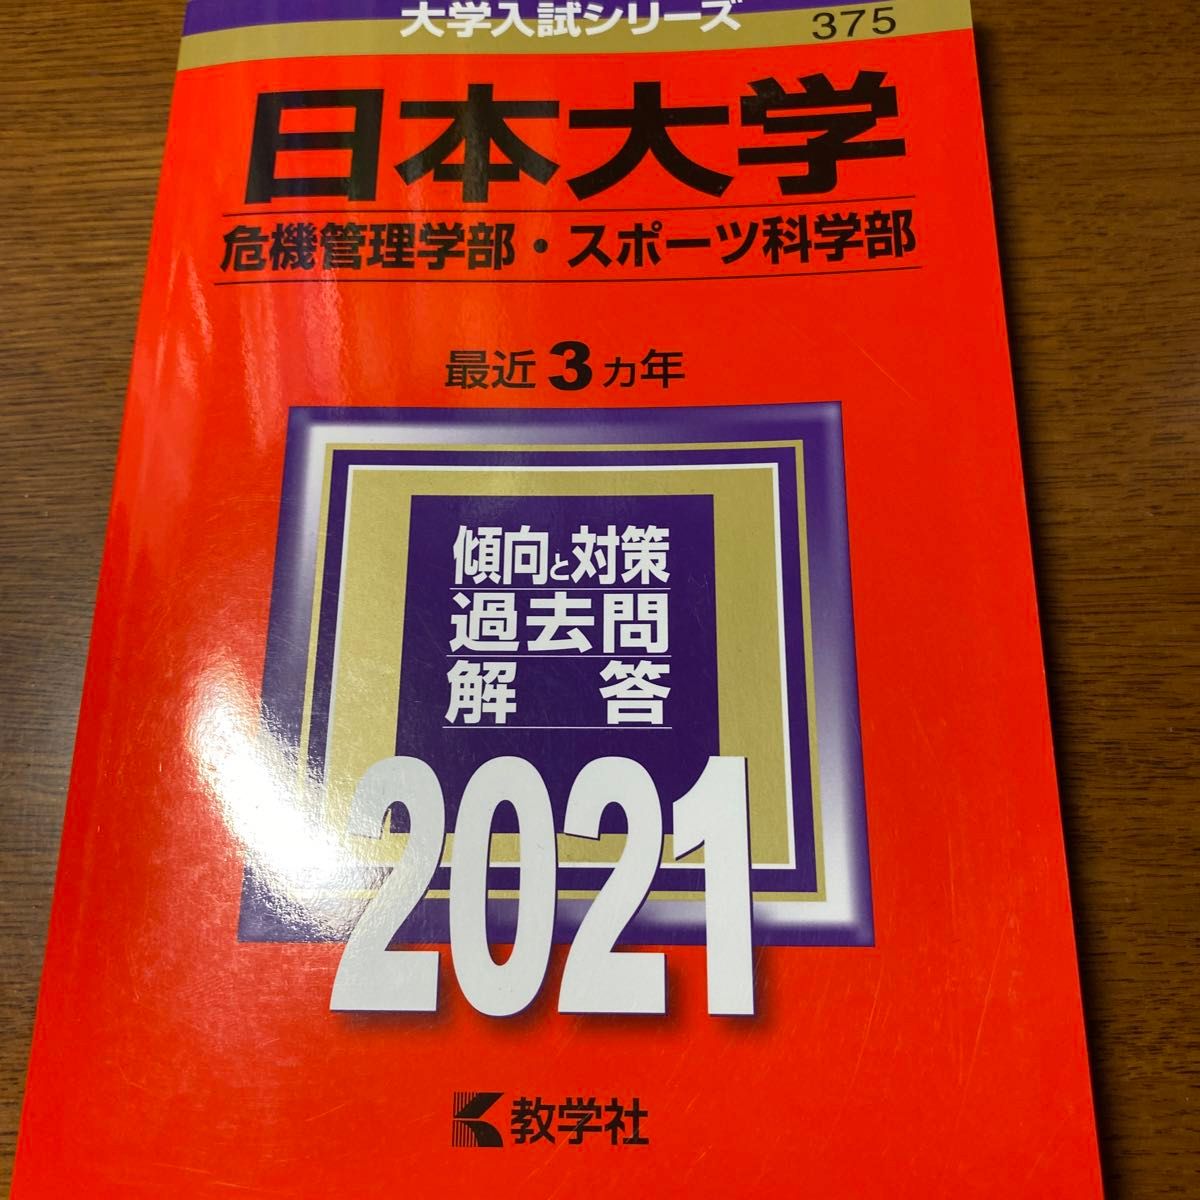 大学入試シリーズ
375
日本大学
危機管理学部・スポーツ科学部
最近3ヵ年
傾向と対策
過去問
解答
2021
教学社